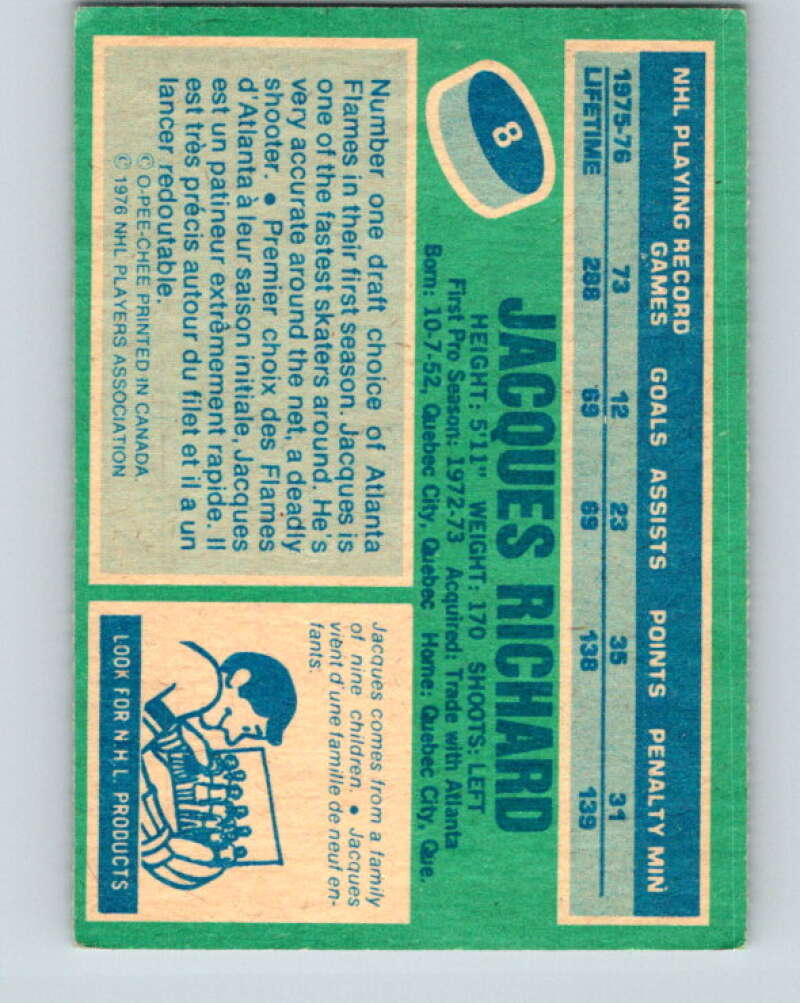 NHL PLAYING RECORD
GAMES GOALS ASSISTS POINTS PENALTY MIN
1975-76 73 12 23 35 31
LIFETIME 288 69 69 138 139
8
JACQUES RICHARD
HEIGHT: 5'11" WEIGHT: 170 SHOOTS: LEFT
First Pro Season: 1972-73 Acquired: Trade with Atlanta
Born: 10-7-52, Quebec City, Quebec Home: Quebec City, Que.
Number one draft choice of Atlanta
Flames in their first season. Jacques is
one of the fastest skaters around. He's
very accurate around the net, a deadly
shooter. • Premier choix des Flames
d'Atlanta à leur saison initiale, Jacques
est un patineur extrêmement rapide. Il
est très précis autour du filet et il a un
lancer redoutable.
© O-PEE-CHEE PRINTED IN CANADA.
© 1976 NHL PLAYERS ASSOCIATION
Jacques comes from a family
of nine children. • Jacques
vient d'une famille de neuf en-
fants.
LOOK FOR N.H.L. PRODUCTS